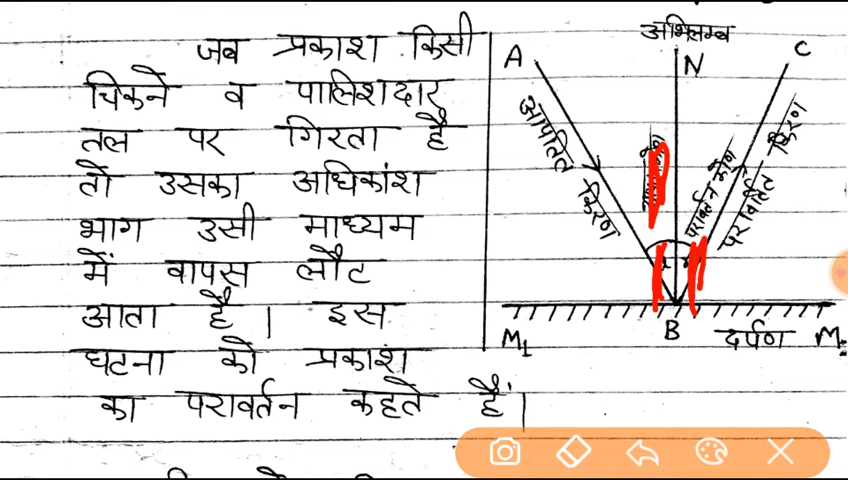 जब प्रकाश किसी
चिकने व पालिशदार
तल पर गिरता है
तो उसका अधिकांश
भाग उसी माध्यम
में वापस लौट
आता है। इस
घटना को प्रकाश
का परावर्तन कहते हैं।
अभिलम्ब
A
N
C
आपतित किरण
परावर्तन कोण
परावर्तित किरण
B
M₁
दर्पण
M